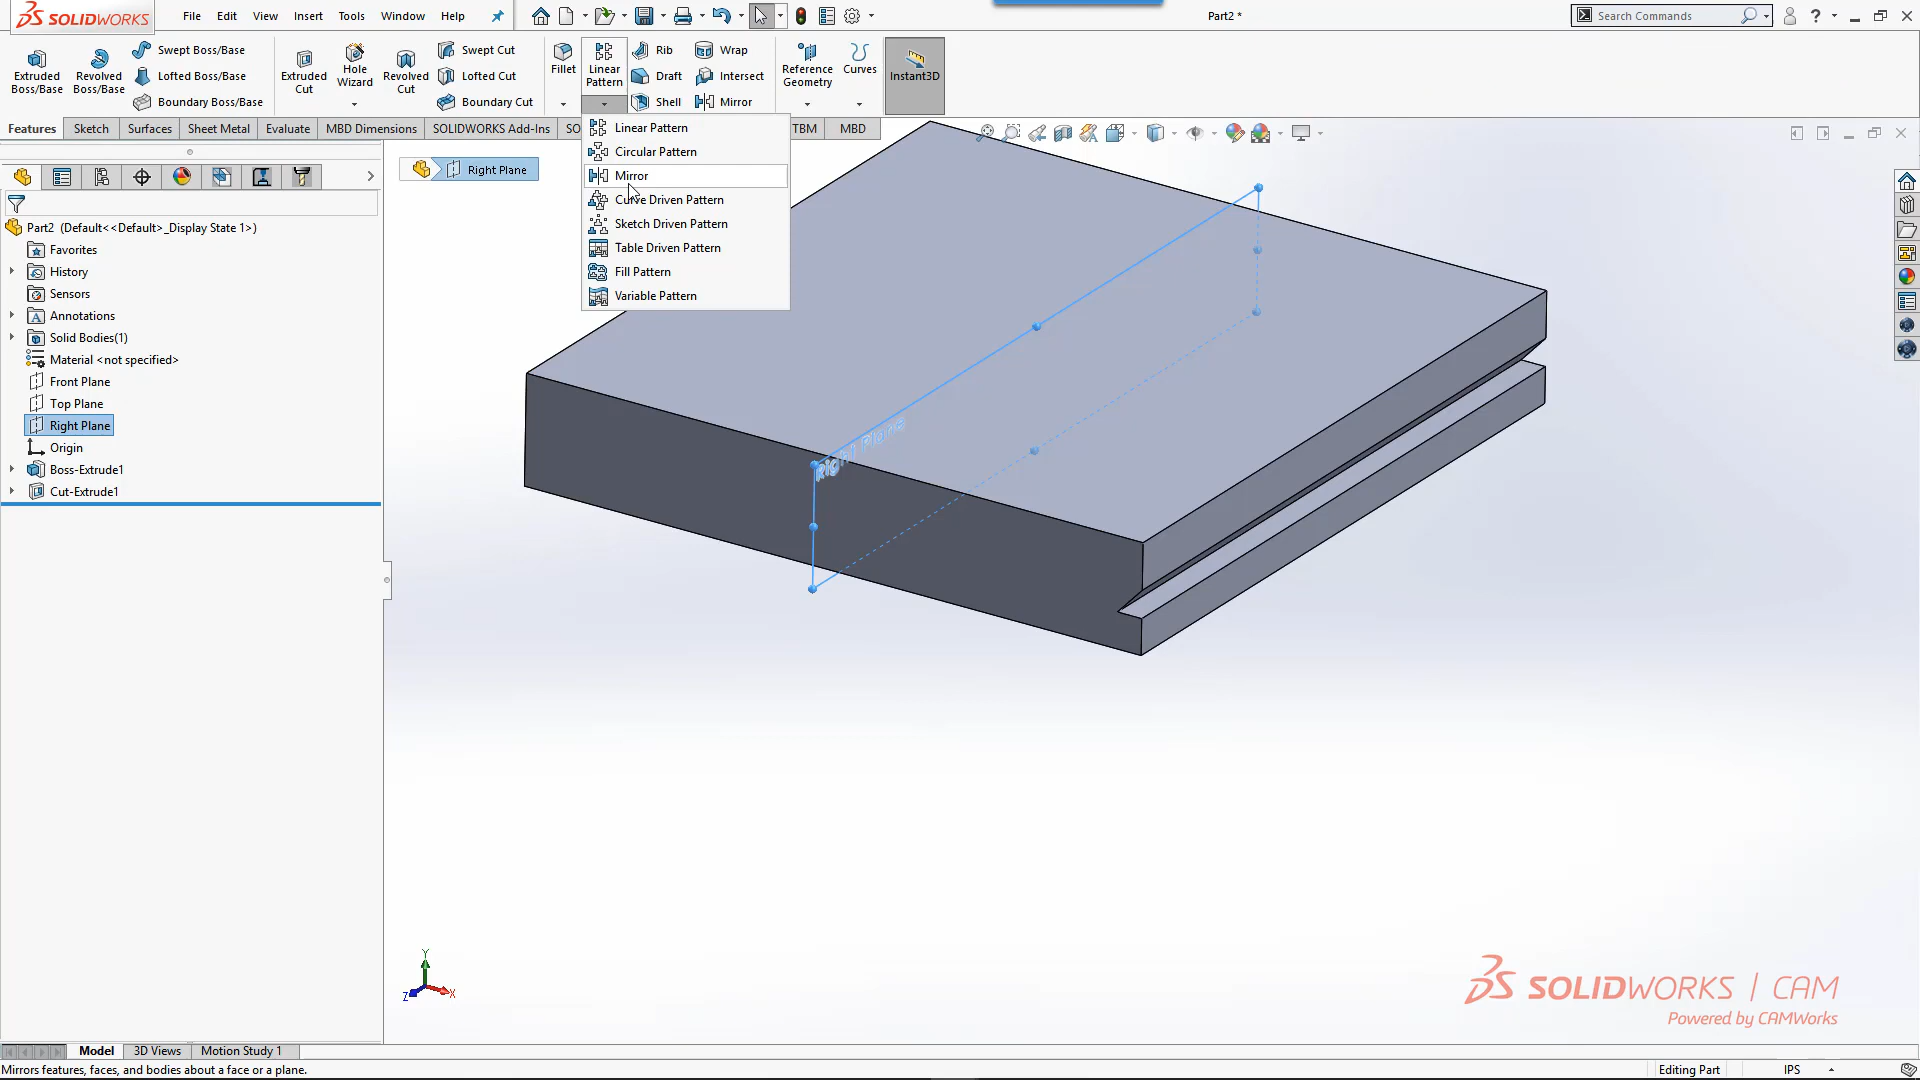 SOLIDWORKS
File Edit View Insert Tools Window Help
Part2 *
Search Commands
Extruded Boss/Base
Revolved Boss/Base
Swept Boss/Base
Lofted Boss/Base
Boundary Boss/Base
Extruded Cut
Hole Wizard
Revolved Cut
Swept Cut
Lofted Cut
Boundary Cut
Fillet
Linear Pattern
Rib
Draft
Shell
Wrap
Intersect
Mirror
Reference Geometry
Curves
Instant3D
Features Sketch Surfaces Sheet Metal Evaluate MBD Dimensions SOLIDWORKS Add-Ins SO TBM MBD
Linear Pattern
Circular Pattern
Mirror
Curve Driven Pattern
Sketch Driven Pattern
Table Driven Pattern
Fill Pattern
Variable Pattern
Right Plane
Part2 (Default<<Default>_Display State 1>)
Favorites
History
Sensors
Annotations
Solid Bodies(1)
Material <not specified>
Front Plane
Top Plane
Right Plane
Origin
Boss-Extrude1
Cut-Extrude1
Right Plane
Y
Z X
SOLIDWORKS | CAM
Powered by CAMWorks
Model 3D Views Motion Study 1
Mirrors features, faces, and bodies about a face or a plane.
Editing Part IPS